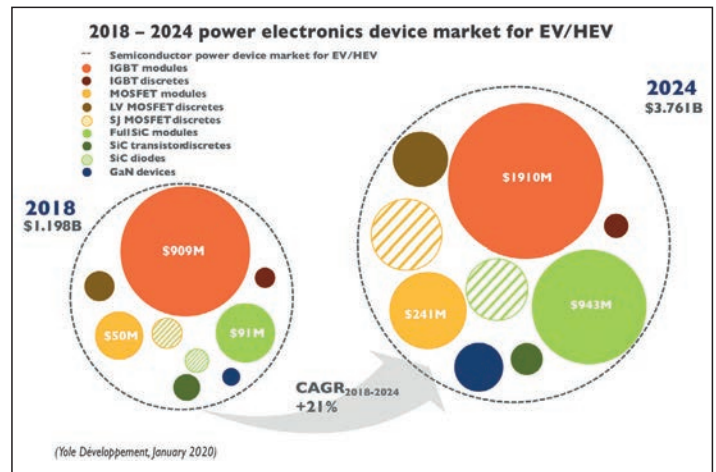 2018 – 2024 power electronics device market for EV/HEV
Semiconductor power device market for EV/HEV
IGBT modules
IGBT discretes
MOSFET modules
LV MOSFET discretes
SJ MOSFET discretes
Full SiC modules
SiC transistor discretes
SiC diodes
GaN devices
2024
$3.761B
$1910M
2018
$1.198B
$909M
$50M
$91M
$241M
$943M
CAGR2018-2024
+21%
(Yole Développement, January 2020)